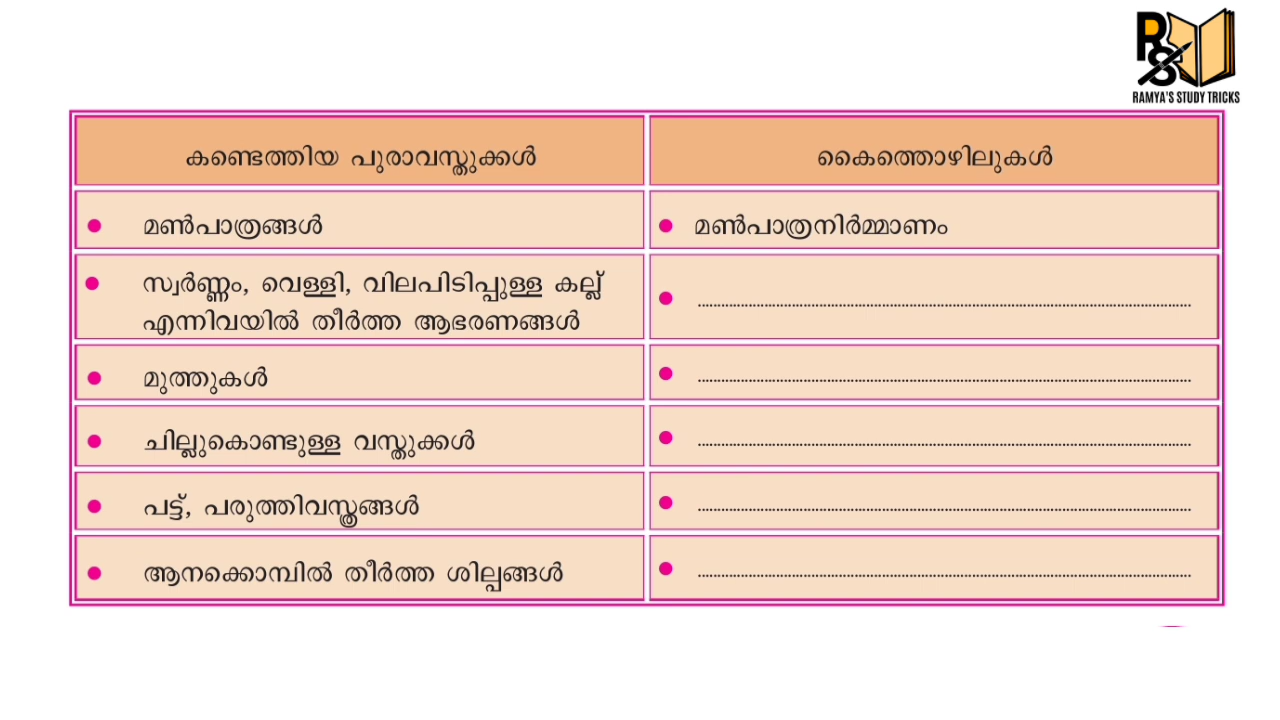 RS
RAMYA'S STUDY TRICKS
കണ്ടെത്തിയ പുരാവസ്തുക്കൾ
കൈത്തൊഴിലുകൾ
മൺപാത്രങ്ങൾ
മൺപാത്രനിർമ്മാണം
സ്വർണ്ണം, വെള്ളി, വിലപിടിപ്പുള്ള കല്ല്
എന്നിവയിൽ തീർത്ത ആഭരണങ്ങൾ
മുത്തുകൾ
ചില്ലുകൊണ്ടുള്ള വസ്തുക്കൾ
പട്ട്, പരുത്തിവസ്ത്രങ്ങൾ
ആനക്കൊമ്പിൽ തീർത്ത ശില്പങ്ങൾ